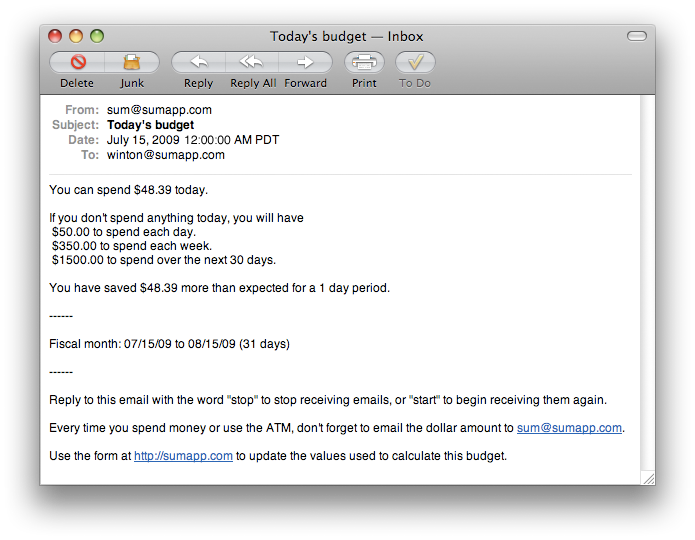 Today's budget — Inbox
Delete Junk Reply Reply All Forward Print To Do
From: sum@sumapp.com
Subject: Today's budget
Date: July 15, 2009 12:00:00 AM PDT
To: winton@sumapp.com
You can spend $48.39 today.
If you don't spend anything today, you will have
$50.00 to spend each day.
$350.00 to spend each week.
$1500.00 to spend over the next 30 days.
You have saved $48.39 more than expected for a 1 day period.
------
Fiscal month: 07/15/09 to 08/15/09 (31 days)
------
Reply to this email with the word "stop" to stop receiving emails, or "start" to begin receiving them again.
Every time you spend money or use the ATM, don't forget to email the dollar amount to sum@sumapp.com.
Use the form at http://sumapp.com to update the values used to calculate this budget.